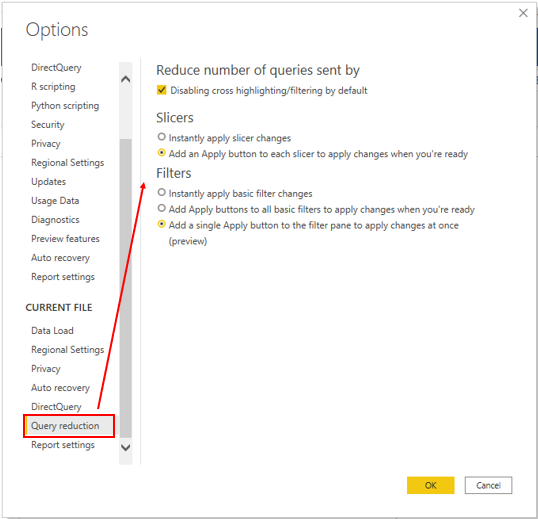 Options
DirectQuery
R scripting
Python scripting
Security
Privacy
Regional Settings
Updates
Usage Data
Diagnostics
Preview features
Auto recovery
Report settings
CURRENT FILE
Data Load
Regional Settings
Privacy
Auto recovery
DirectQuery
Query reduction
Report settings
Reduce number of queries sent by
Disabling cross highlighting/filtering by default
Slicers
Instantly apply slicer changes
Add an Apply button to each slicer to apply changes when you're ready
Filters
Instantly apply basic filter changes
Add Apply buttons to all basic filters to apply changes when you're ready
Add a single Apply button to the filter pane to apply changes at once
(preview)
OK
Cancel